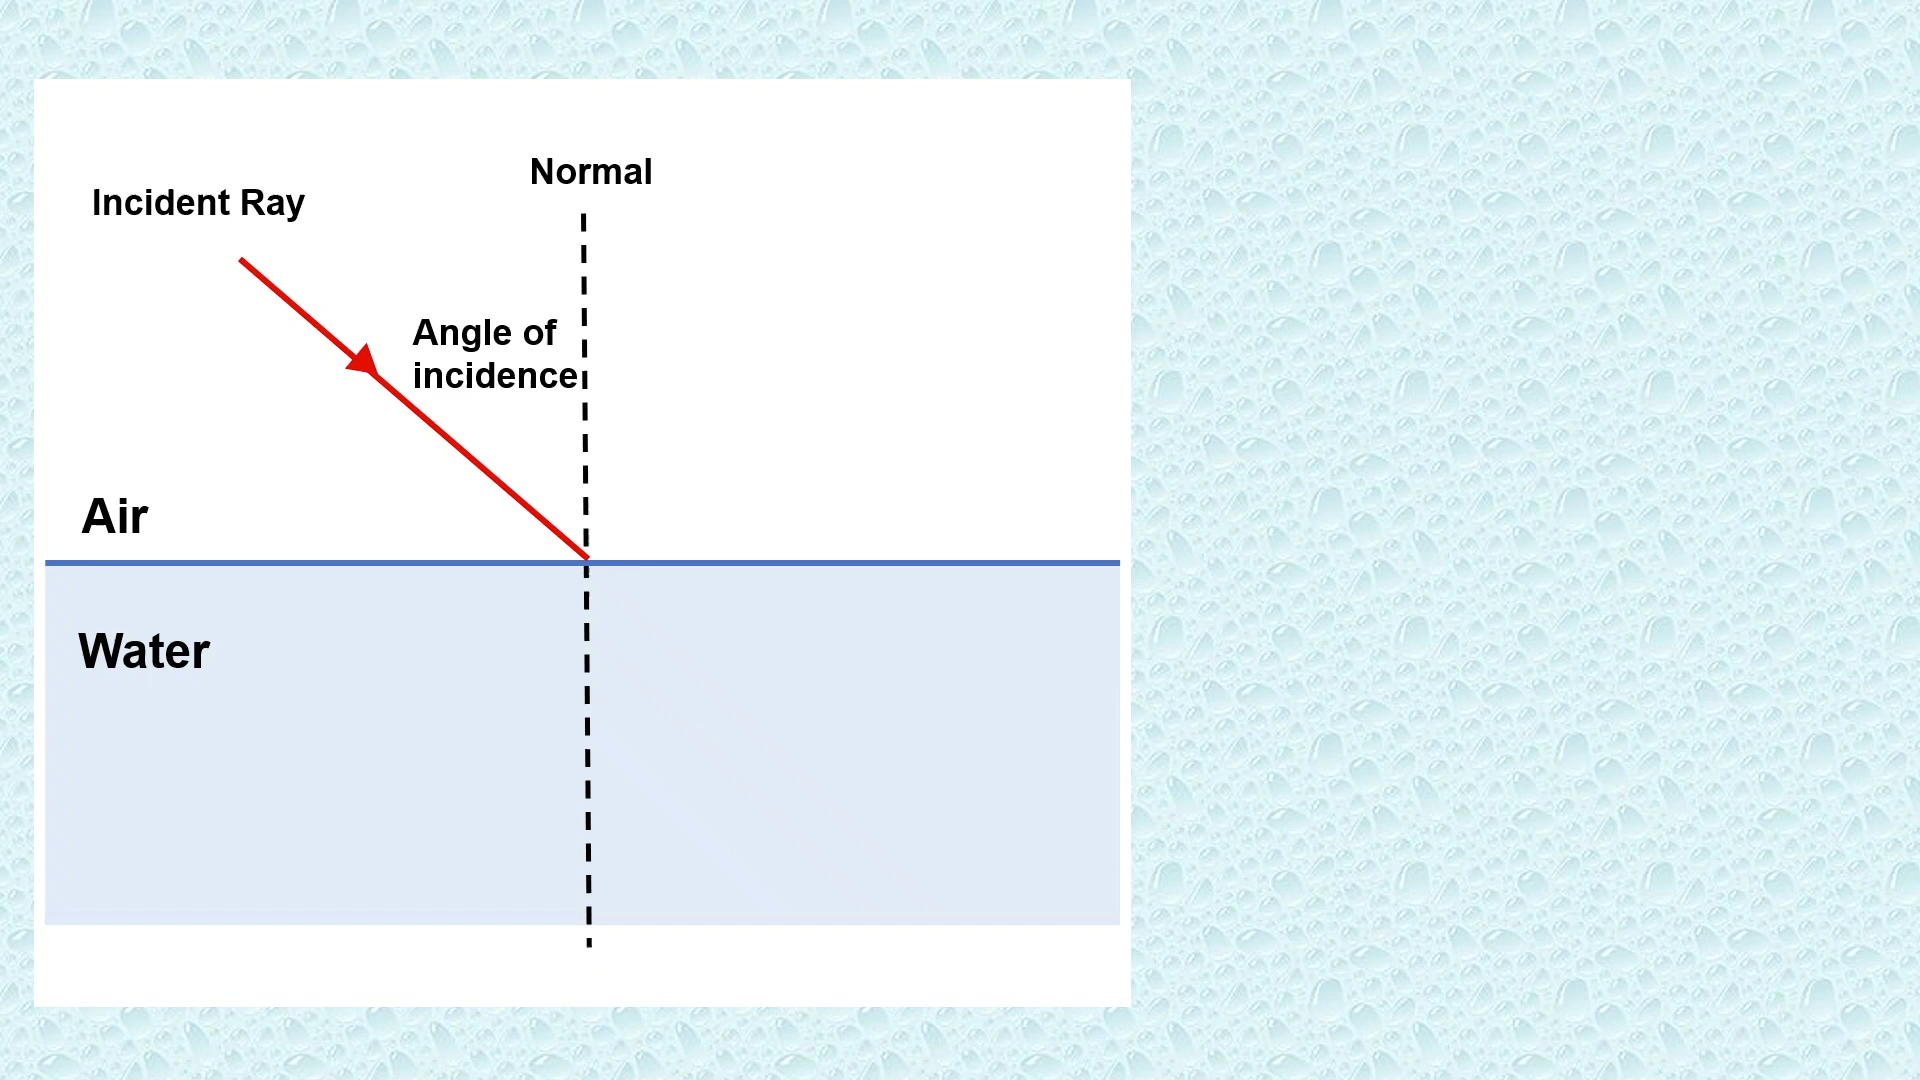 Normal
Incident Ray
Angle of
incidence
Air
Water